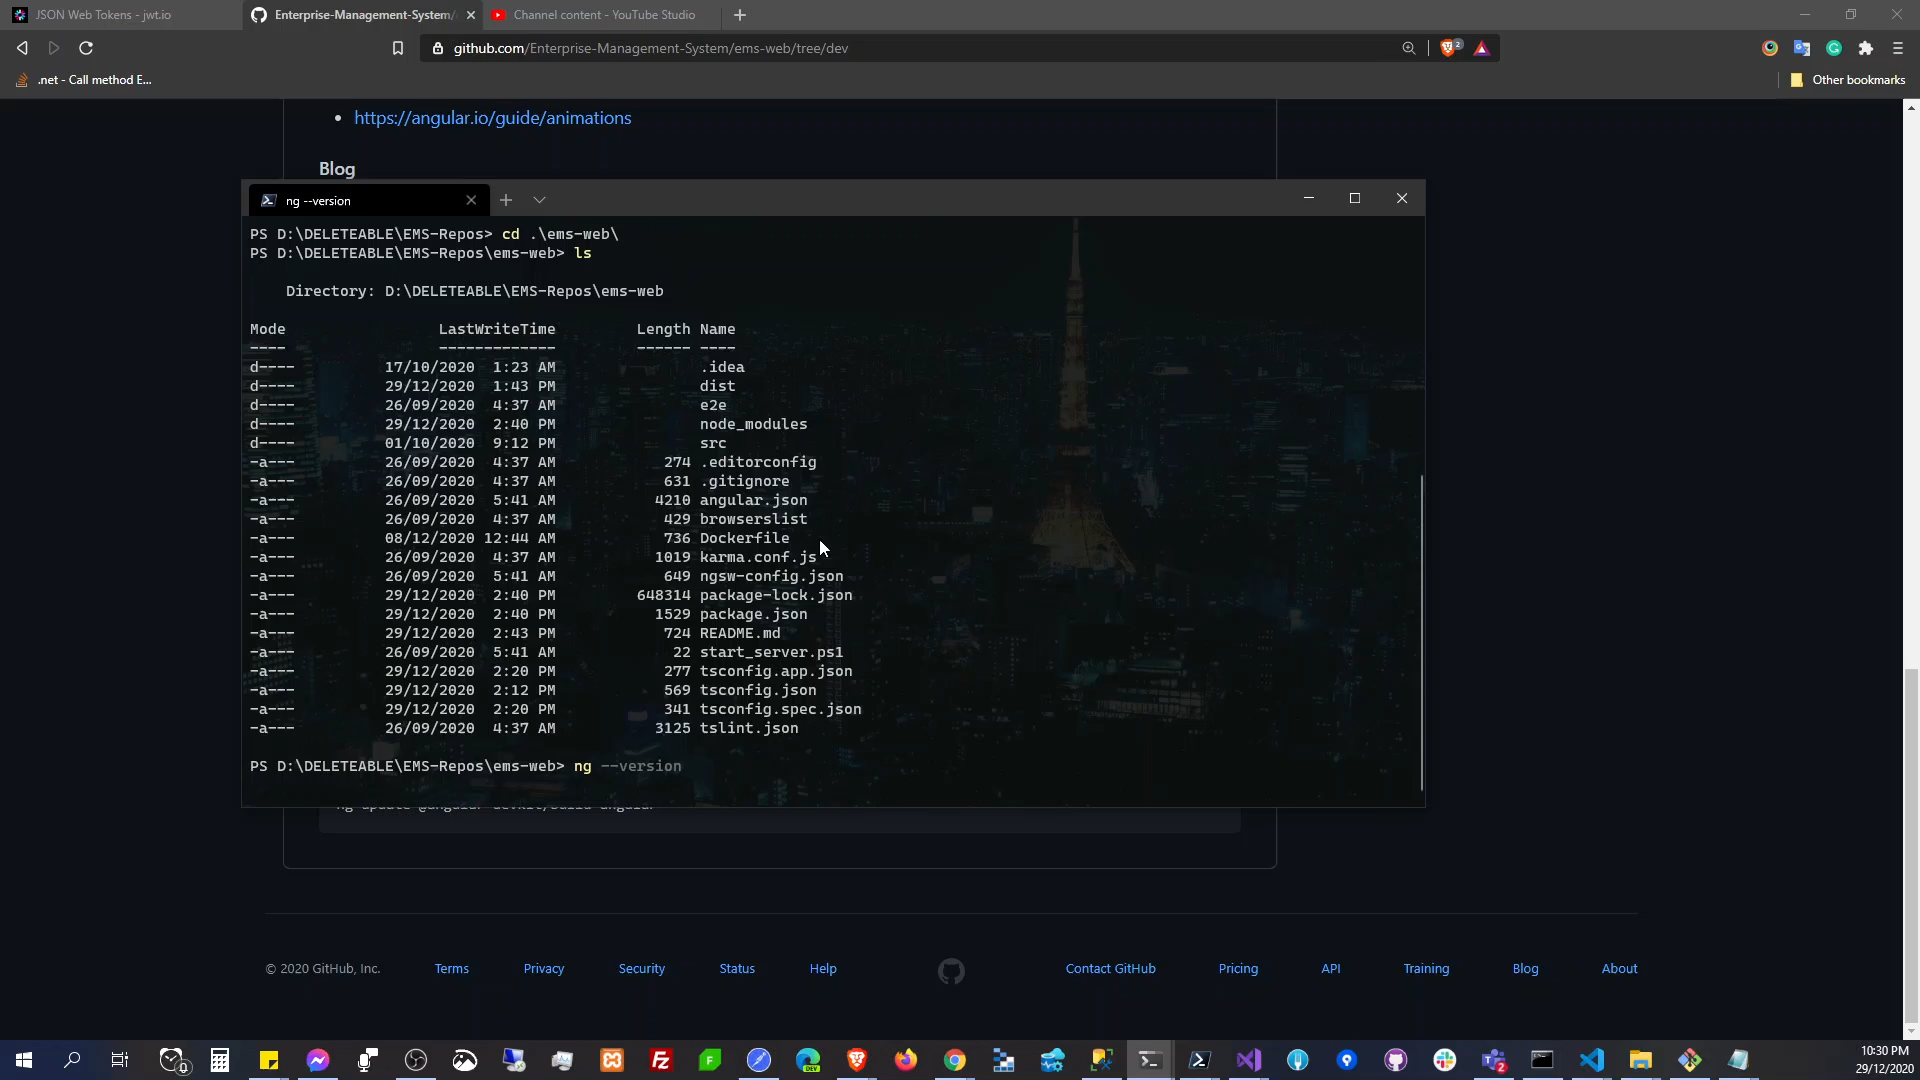 JSON Web Tokens - jwt.io
Enterprise-Management-System/
Channel content - YouTube Studio
github.com/Enterprise-Management-System/ems-web/tree/dev
2
.net - Call method E...
Other bookmarks
https://angular.io/guide/animations
Blog
ng --version
PS D:\DELETEABLE\EMS-Repos> cd .\ems-web\
PS D:\DELETEABLE\EMS-Repos\ems-web> ls
Directory: D:\DELETEABLE\EMS-Repos\ems-web
Mode LastWriteTime Length Name
---- ------------- ------ ----
d---- 17/10/2020 1:23 AM .idea
d---- 29/12/2020 1:43 PM dist
d---- 26/09/2020 4:37 AM e2e
d---- 29/12/2020 2:40 PM node_modules
d---- 01/10/2020 9:12 PM src
-a--- 26/09/2020 4:37 AM 274 .editorconfig
-a--- 26/09/2020 4:37 AM 631 .gitignore
-a--- 26/09/2020 5:41 AM 4210 angular.json
-a--- 26/09/2020 4:37 AM 429 browserslist
-a--- 08/12/2020 12:44 AM 736 Dockerfile
-a--- 26/09/2020 4:37 AM 1019 karma.conf.js
-a--- 26/09/2020 5:41 AM 649 ngsw-config.json
-a--- 29/12/2020 2:40 PM 648314 package-lock.json
-a--- 29/12/2020 2:40 PM 1529 package.json
-a--- 29/12/2020 2:43 PM 724 README.md
-a--- 26/09/2020 5:41 AM 22 start_server.ps1
-a--- 29/12/2020 2:20 PM 277 tsconfig.app.json
-a--- 29/12/2020 2:12 PM 569 tsconfig.json
-a--- 29/12/2020 2:20 PM 341 tsconfig.spec.json
-a--- 26/09/2020 4:37 AM 3125 tslint.json
PS D:\DELETEABLE\EMS-Repos\ems-web> ng --version
© 2020 GitHub, Inc. Terms Privacy Security Status Help Contact GitHub Pricing API Training Blog About
10:30 PM
29/12/2020